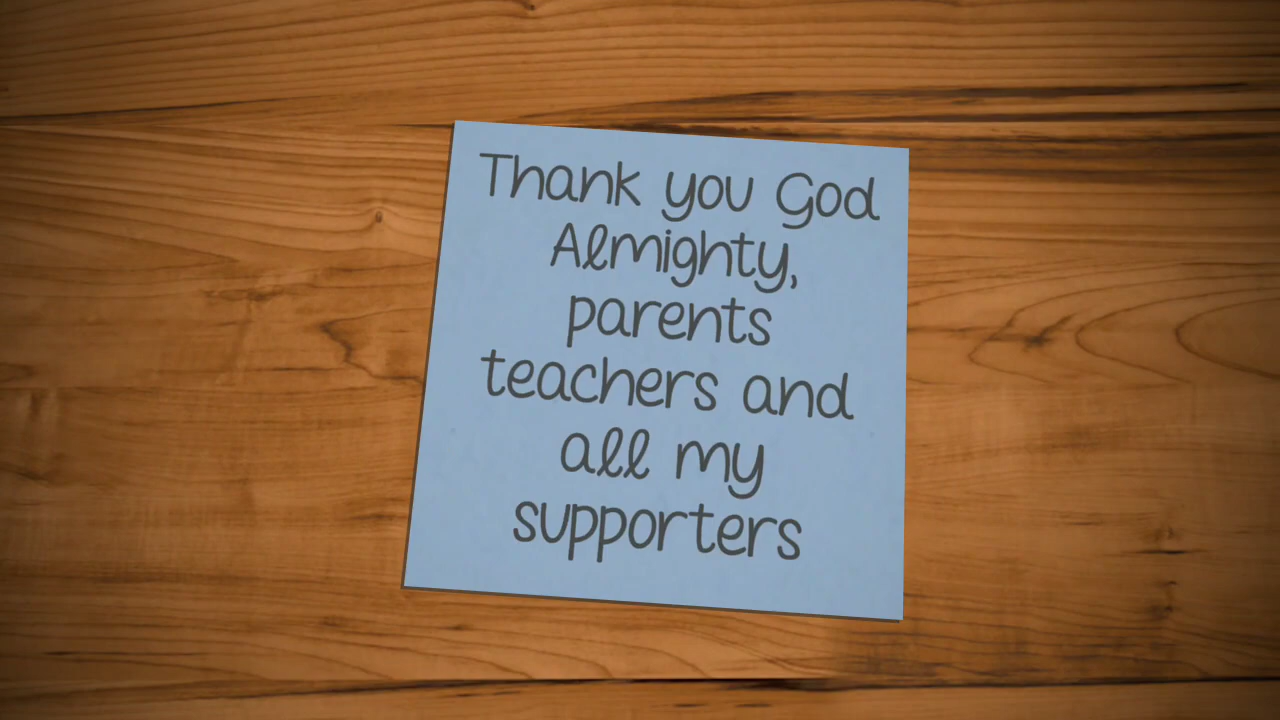 Thank you God
Almighty,
parents
teachers and
all my
supporters